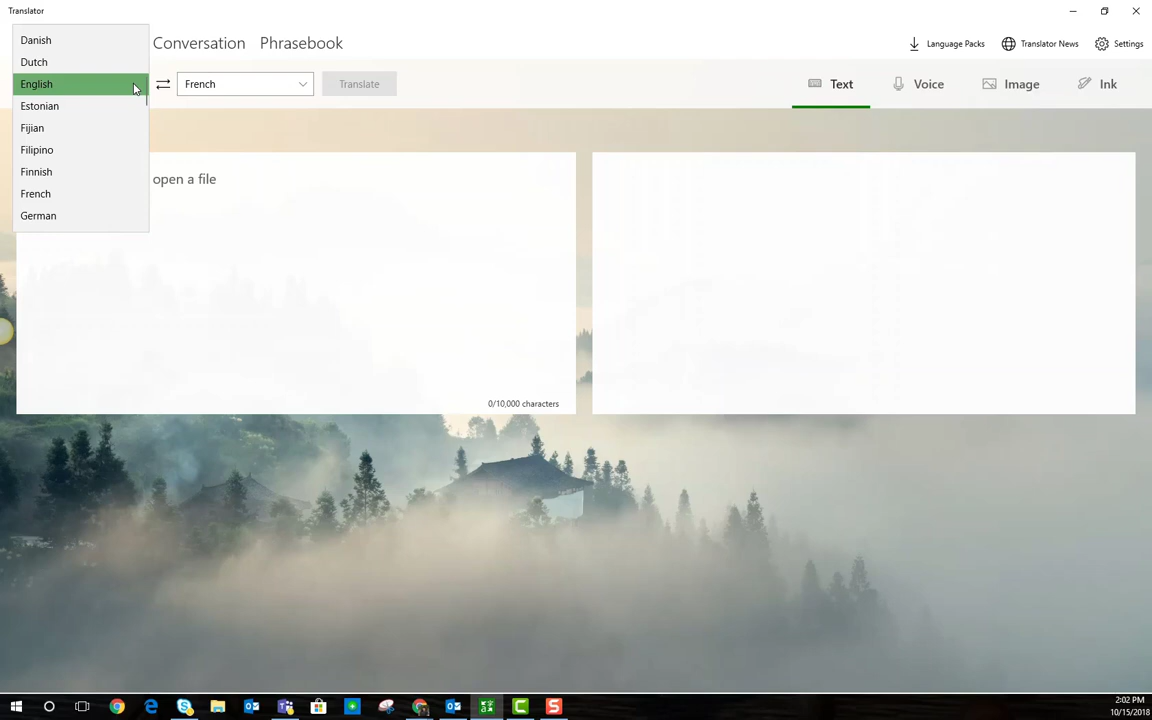 Translator
Conversation Phrasebook
Language Packs Translator News Settings
Danish
Dutch
English
Estonian
Fijian
Filipino
Finnish
French
German
French Translate
Text Voice Image Ink
open a file
0/10,000 characters
2:02 PM
10/15/2018